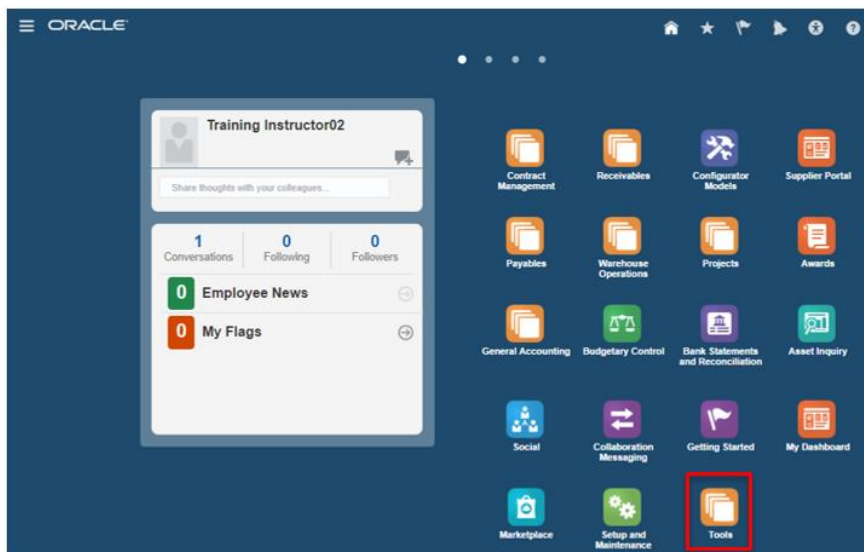 ORACLE
Training Instructor02
Share thoughts with your colleagues...
1
Conversations
0
Following
0
Followers
0 Employee News
0 My Flags
Contract
Management
Receivables
Configurator
Models
Supplier Portal
Payables
Warehouse
Operations
Projects
Awards
General Accounting
Budgetary Control
Bank Statements
and Reconciliation
Asset Inquiry
Social
Collaboration
Messaging
Getting Started
My Dashboard
Marketplace
Setup and
Maintenance
Tools